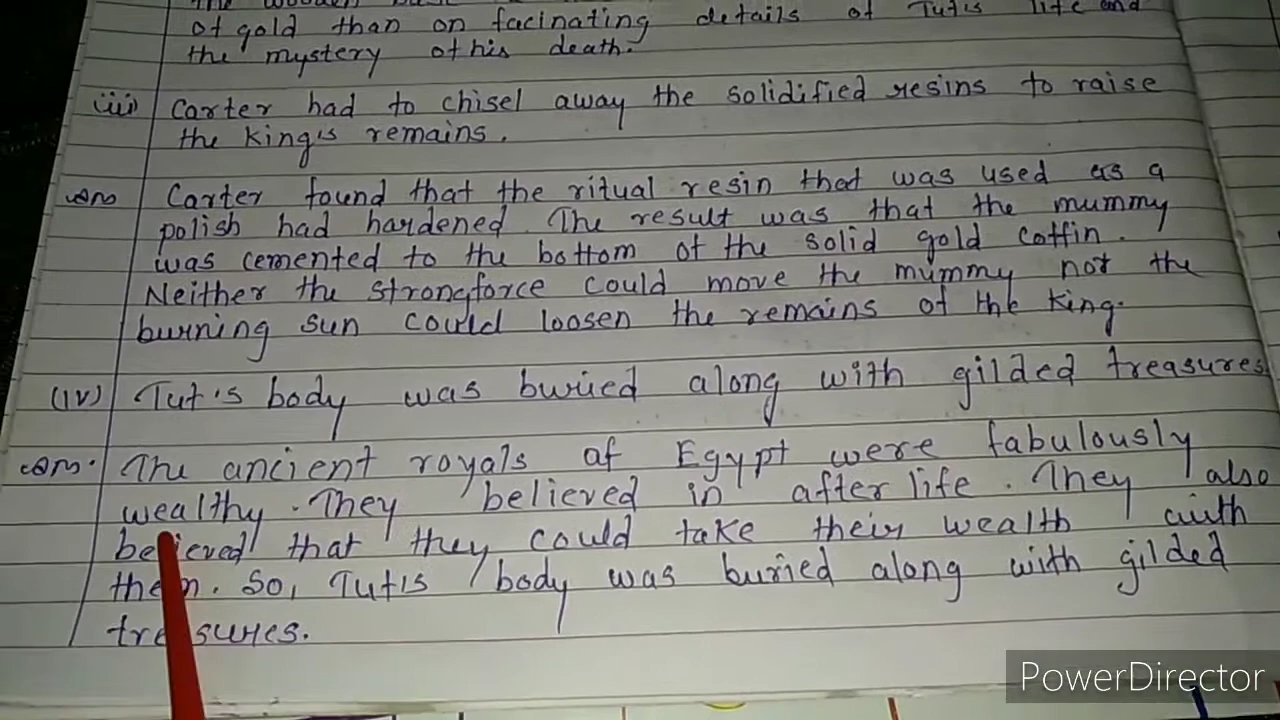 of gold than on facinating details of Tut's life and
the mystery of his death.
(iii) Carter had to chisel away the solidified resins to raise
the king's remains.
Ans Carter found that the ritual resin that was used as a
polish had hardened. The result was that the mummy
was cemented to the bottom of the solid gold coffin.
Neither the strongforce could move the mummy not the
burning sun could loosen the remains of the king.
(iv) Tut's body was buried along with gilded treasures
Ans. The ancient royals of Egypt were fabulously
wealthy. They believed in after life. They also
believed that they could take their wealth with
them. So, Tut's body was buried along with gilded
treasures.
PowerDirector